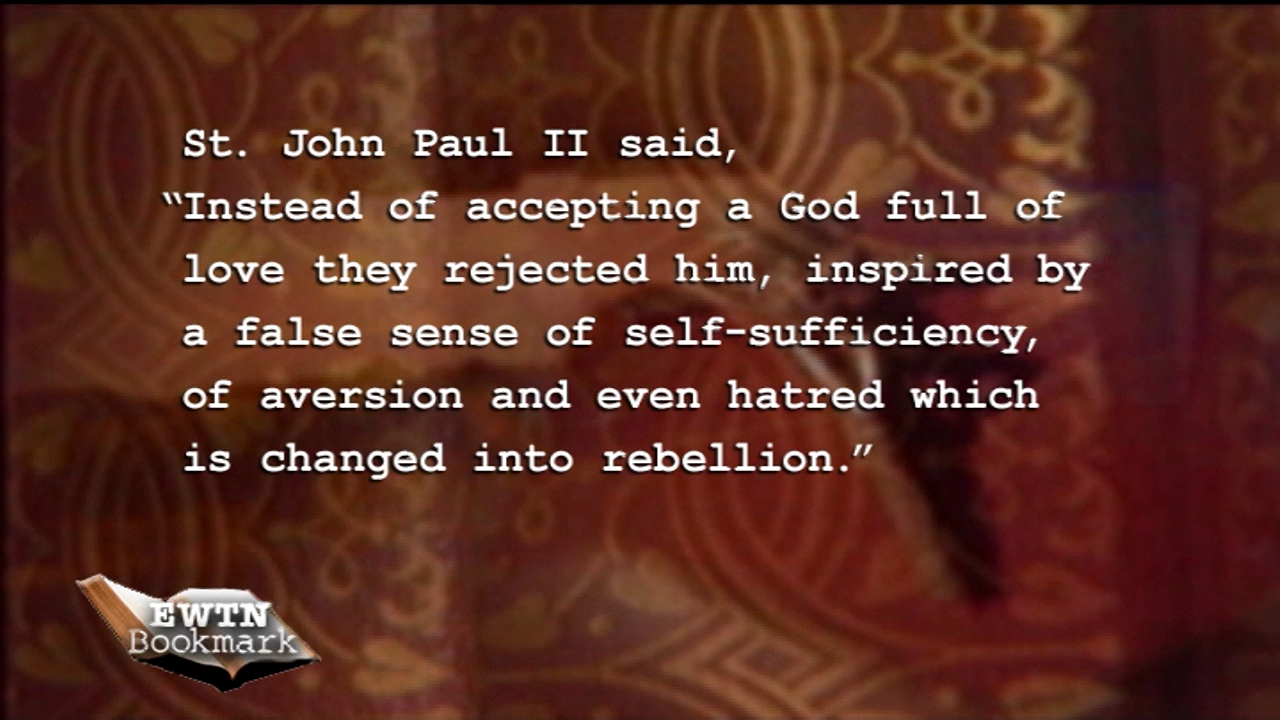 St. John Paul II said,
“Instead of accepting a God full of
love they rejected him, inspired by
a false sense of self-sufficiency,
of aversion and even hatred which
is changed into rebellion.”
EWTN
Bookmark